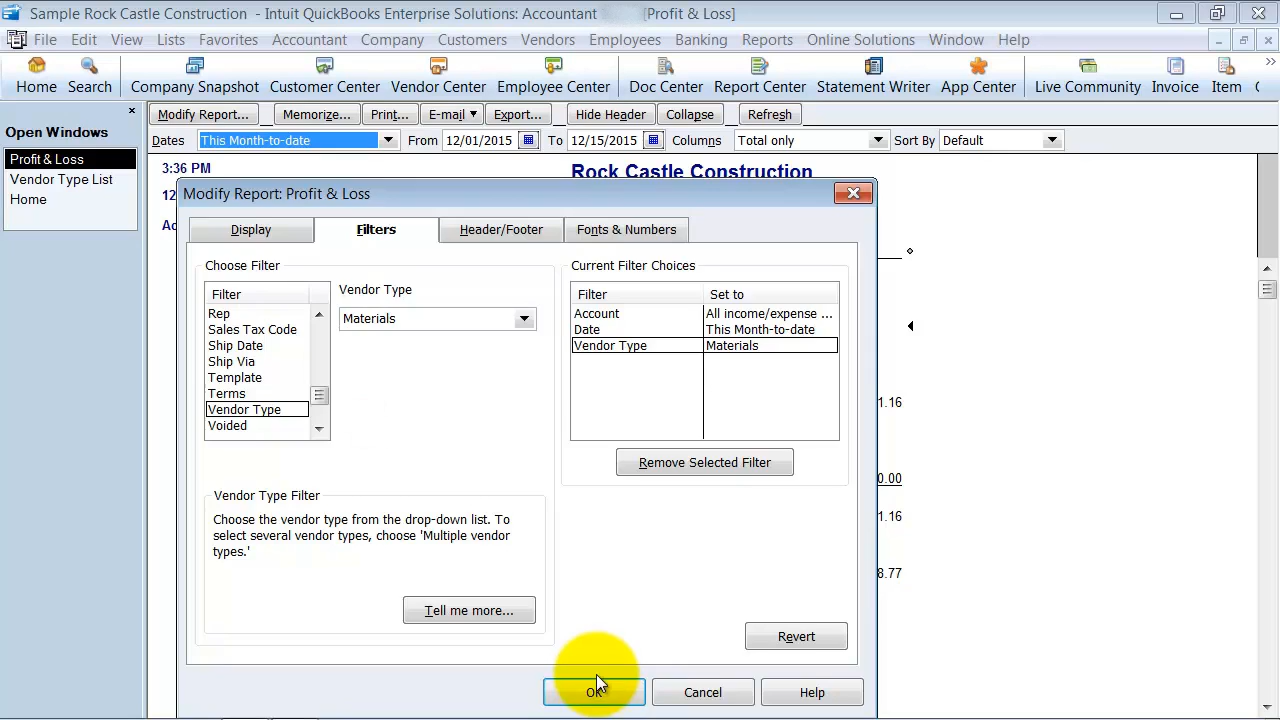 Sample Rock Castle Construction - Intuit QuickBooks Enterprise Solutions: Accountant [Profit & Loss]
File Edit View Lists Favorites Accountant Company Customers Vendors Employees Banking Reports Online Solutions Window Help
Home Search Company Snapshot Customer Center Vendor Center Employee Center Doc Center Report Center Statement Writer App Center Live Community Invoice Item
Open Windows
Profit & Loss
Vendor Type List
Home
Modify Report... Memorize... Print... E-mail Export... Hide Header Collapse Refresh
Dates This Month-to-date From 12/01/2015 To 12/15/2015 Columns Total only Sort By Default
3:36 PM
Rock Castle Construction
Modify Report: Profit & Loss
Display Filters Header/Footer Fonts & Numbers
Choose Filter
Filter
Rep
Sales Tax Code
Ship Date
Ship Via
Template
Terms
Vendor Type
Voided
Vendor Type
Materials
Vendor Type Filter
Choose the vendor type from the drop-down list. To
select several vendor types, choose 'Multiple vendor
types.'
Tell me more...
Current Filter Choices
Filter Set to
Account All income/expense ...
Date This Month-to-date
Vendor Type Materials
Remove Selected Filter
Revert
OK Cancel Help
1.16
0.00
1.16
8.77